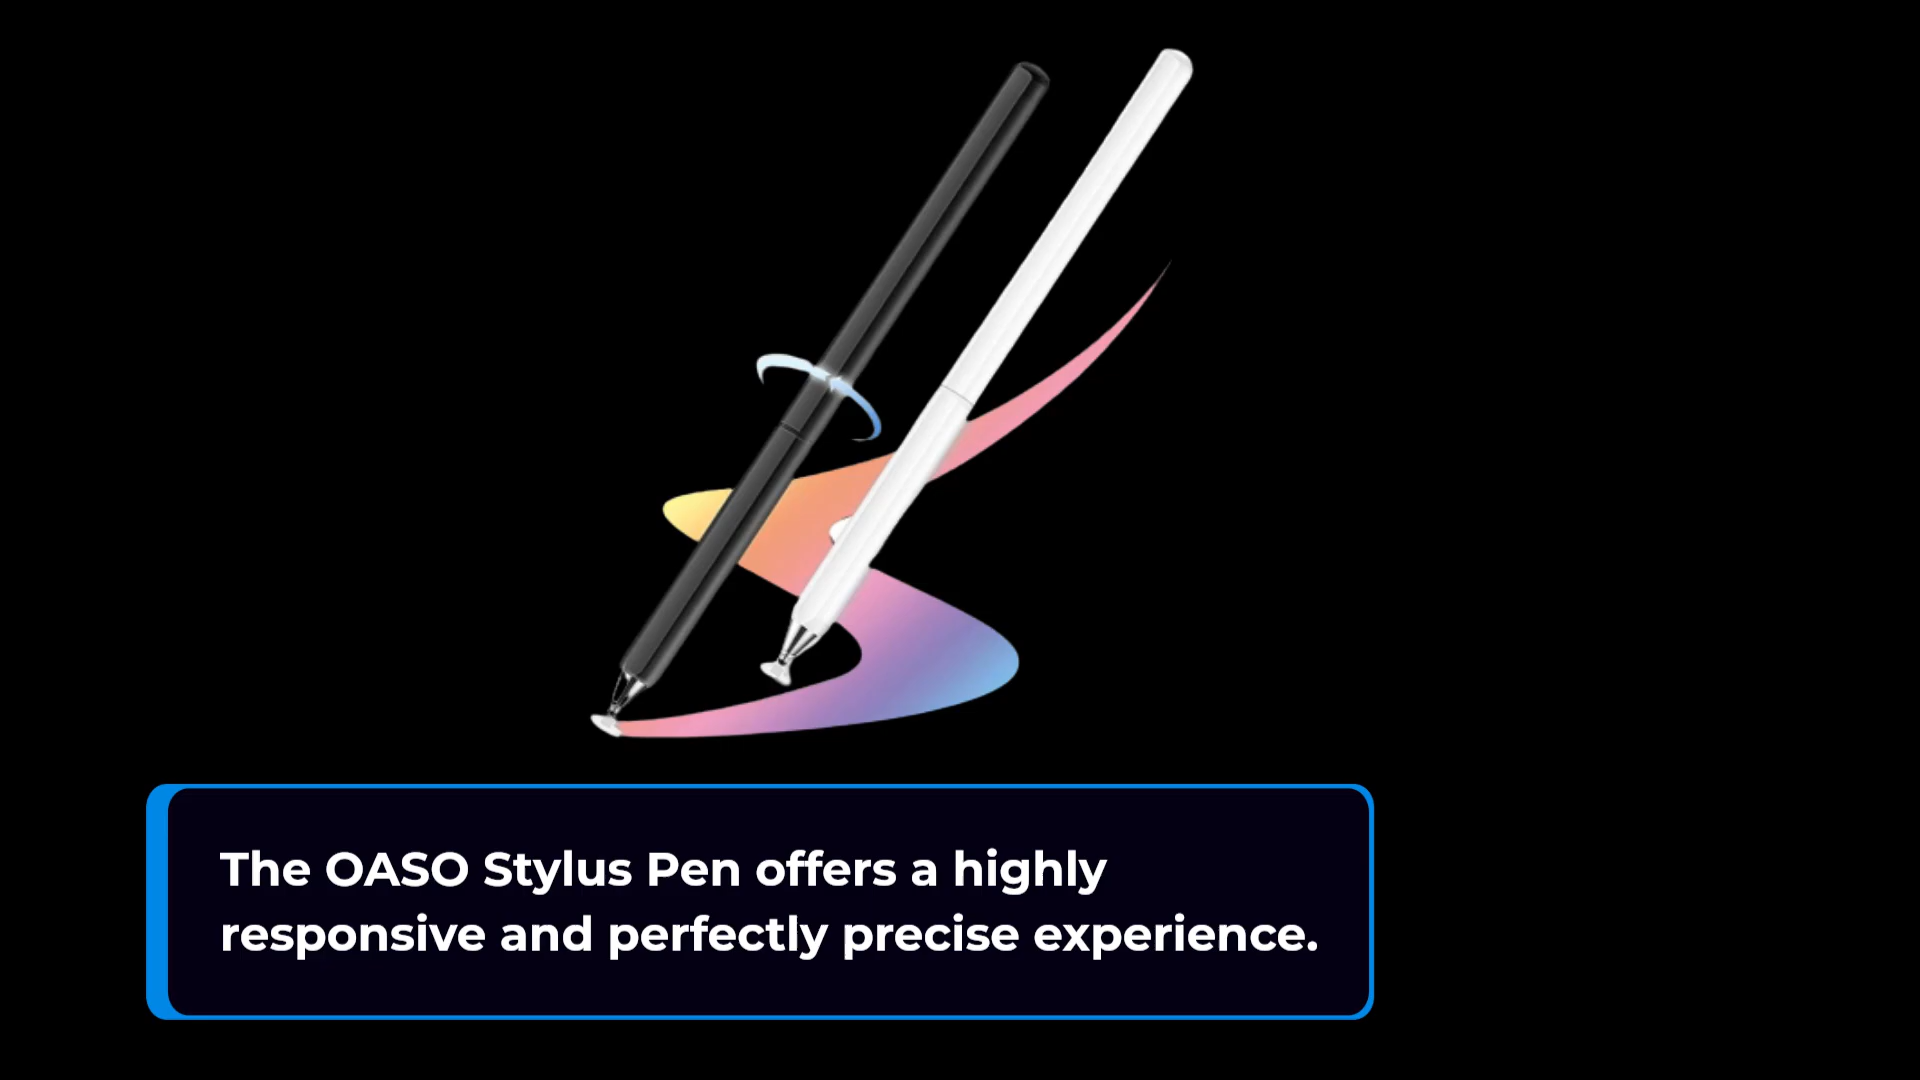 The OASO Stylus Pen offers a highly
responsive and perfectly precise experience.